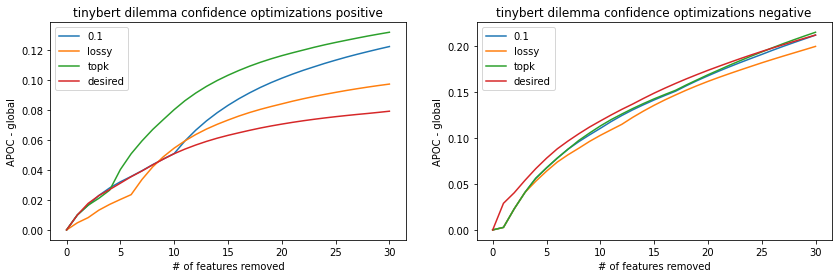 tinybert dilemma confidence optimizations positive
APOC - global
0.12
0.10
0.08
0.06
0.04
0.02
0.00
0.1
lossy
topk
desired
0 5 10 15 20 25 30
# of features removed
tinybert dilemma confidence optimizations negative
APOC - global
0.20
0.15
0.10
0.05
0.00
0.1
lossy
topk
desired
0 5 10 15 20 25 30
# of features removed